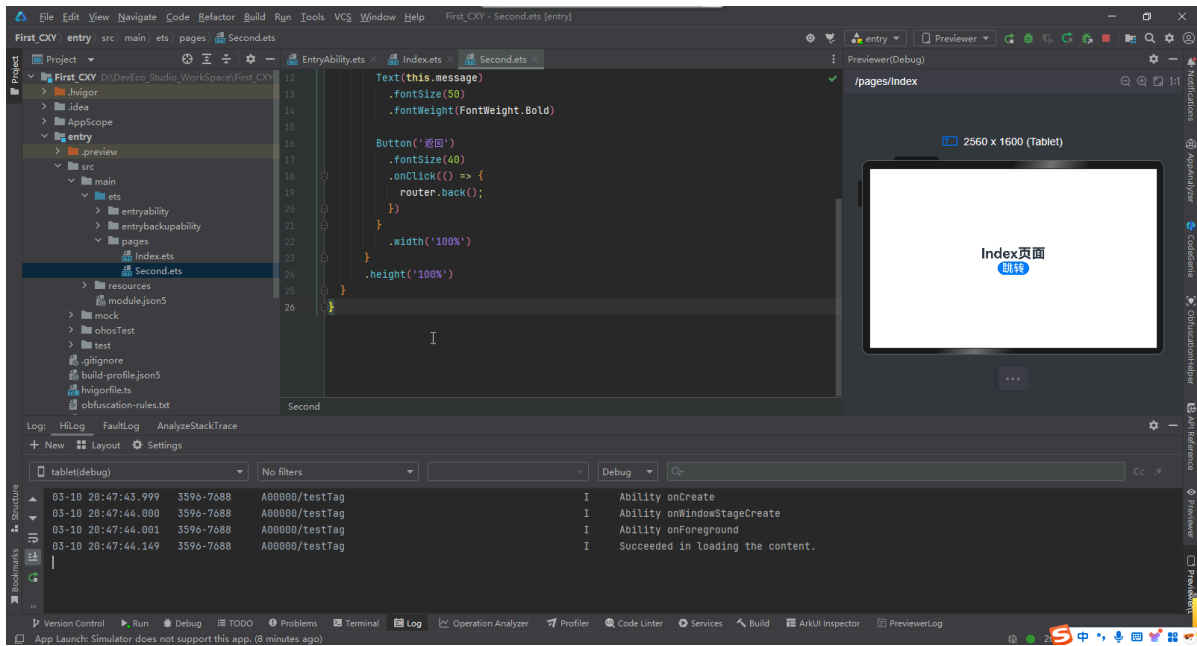 File Edit View Navigate Code Refactor Build Run Tools VCS Window Help First_CXY - Second.ets [entry]
First_CXY entry src main ets pages Second.ets
entry Previewer
Project
EntryAbility.ets Index.ets Second.ets
Previewer(Debug)
Project
First_CXY D:\DevEco_Studio_WorkSpace\First_CXY
.hvigor
.idea
AppScope
entry
.preview
src
main
ets
entryability
entrybackupability
pages
Index.ets
Second.ets
resources
module.json5
mock
ohosTest
test
.gitignore
build-profile.json5
hvigorfile.ts
obfuscation-rules.txt
12 Text(this.message)
13 .fontSize(50)
14 .fontWeight(FontWeight.Bold)
15
16 Button('返回')
17 .fontSize(40)
18 .onClick(() => {
19 router.back();
20 })
21 }
22 .width('100%')
23 }
24 .height('100%')
25 }
26 }
Second
/pages/Index
1:1
2560 x 1600 (Tablet)
Index页面
跳转
Notifications
AppAnalyzer
CodeGenie
ObfuscationHelper
API Reference
Previewer
Log: HiLog FaultLog AnalyzeStackTrace
New Layout Settings
tablet(debug) No filters Debug Cc .*
03-10 20:47:43.999 3596-7688 A00000/testTag I Ability onCreate
03-10 20:47:44.000 3596-7688 A00000/testTag I Ability onWindowStageCreate
03-10 20:47:44.001 3596-7688 A00000/testTag I Ability onForeground
03-10 20:47:44.149 3596-7688 A00000/testTag I Succeeded in loading the content.
Structure
Bookmarks
Version Control Run Debug TODO Problems Terminal Log Operation Analyzer Profiler Code Linter Services Build ArkUI Inspector PreviewerLog
App Launch: Simulator does not support this app. (8 minutes ago)
中